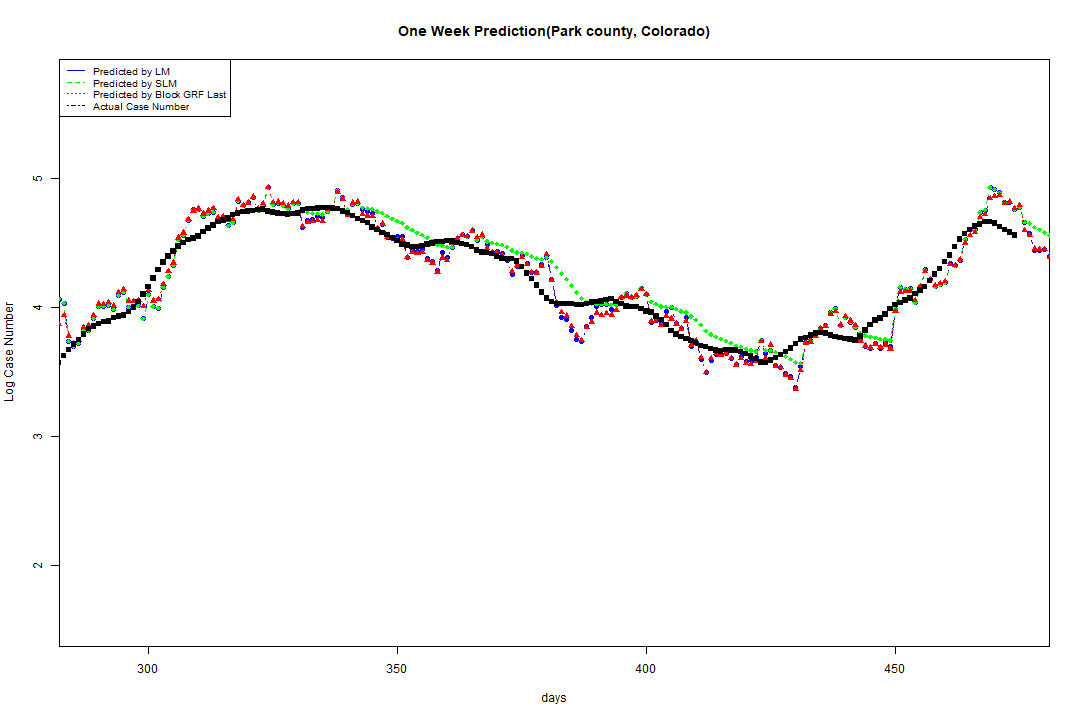 One Week Prediction(Park county, Colorado)
Predicted by LM
Predicted by SLM
Predicted by Block GRF Last
Actual Case Number
5
4
3
2
Log Case Number
300 350 400 450
days